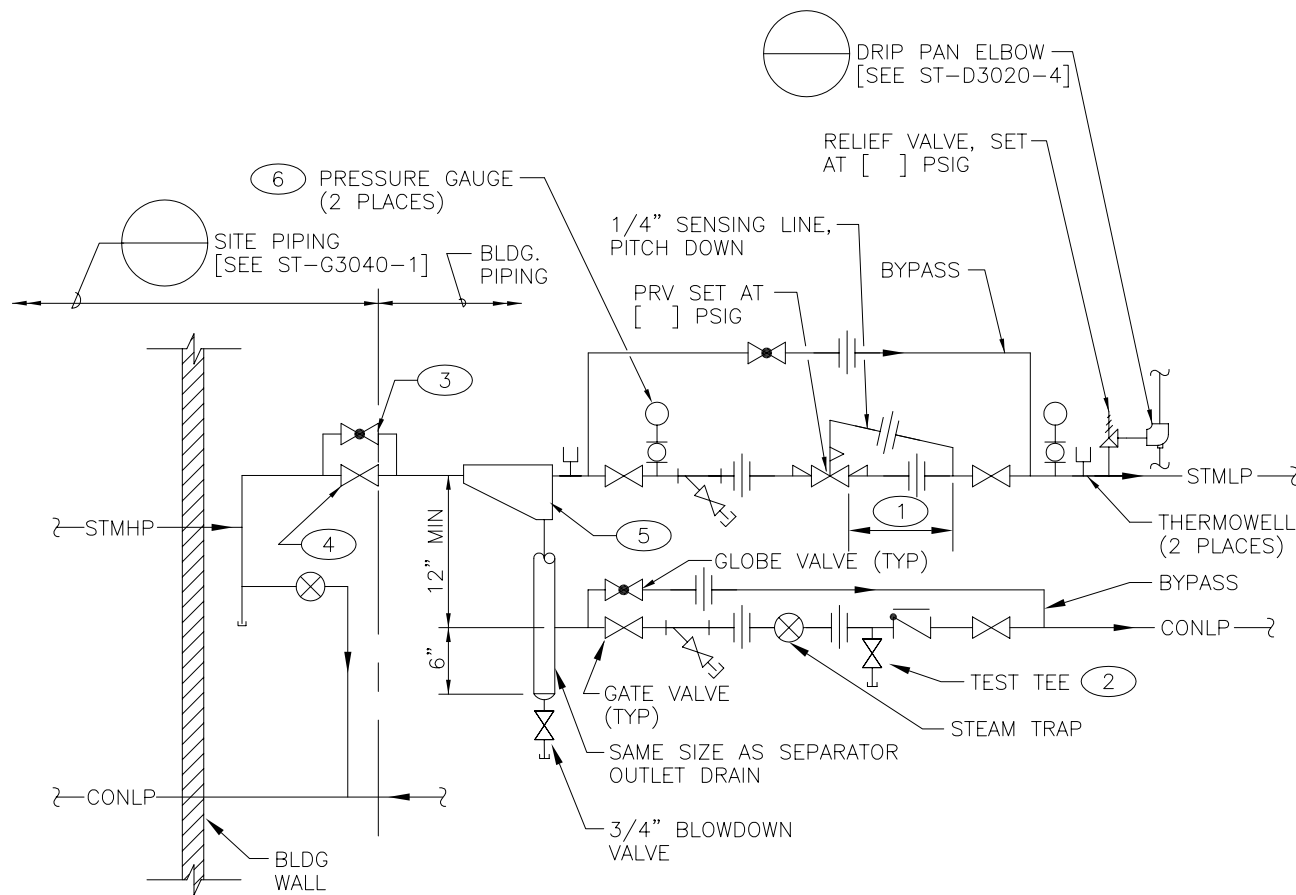 DRIP PAN ELBOW
[SEE ST-D3020-4]
RELIEF VALVE, SET
AT [ ] PSIG
6 PRESSURE GAUGE
(2 PLACES)
1/4" SENSING LINE,
PITCH DOWN
SITE PIPING
[SEE ST-G3040-1]
BLDG.
PIPING
BYPASS
PRV SET AT
[ ] PSIG
3
STMHP
4
12" MIN
5
1
STMLP
THERMOWELL
(2 PLACES)
GLOBE VALVE (TYP)
BYPASS
CONLP
6"
GATE VALVE
(TYP)
TEST TEE 2
STEAM TRAP
SAME SIZE AS SEPARATOR
OUTLET DRAIN
CONLP
3/4" BLOWDOWN
VALVE
BLDG
WALL